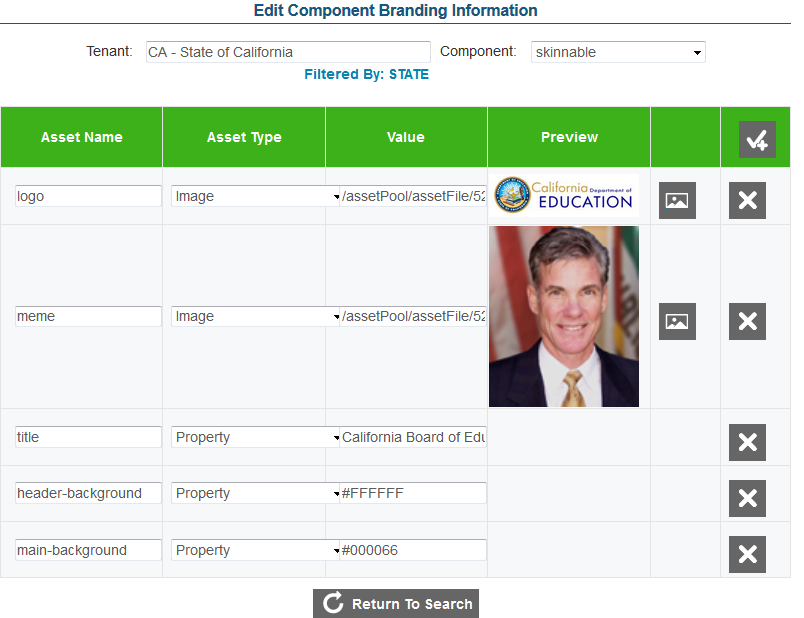 Edit Component Branding Information
Tenant: CA - State of California Component: skinnable
Filtered By: STATE
Asset Name Asset Type Value Preview
logo Image /assetPool/assetFile/52 California Department of EDUCATION
meme Image /assetPool/assetFile/52
title Property California Board of Edu
header-background Property #FFFFFF
main-background Property #000066
Return To Search